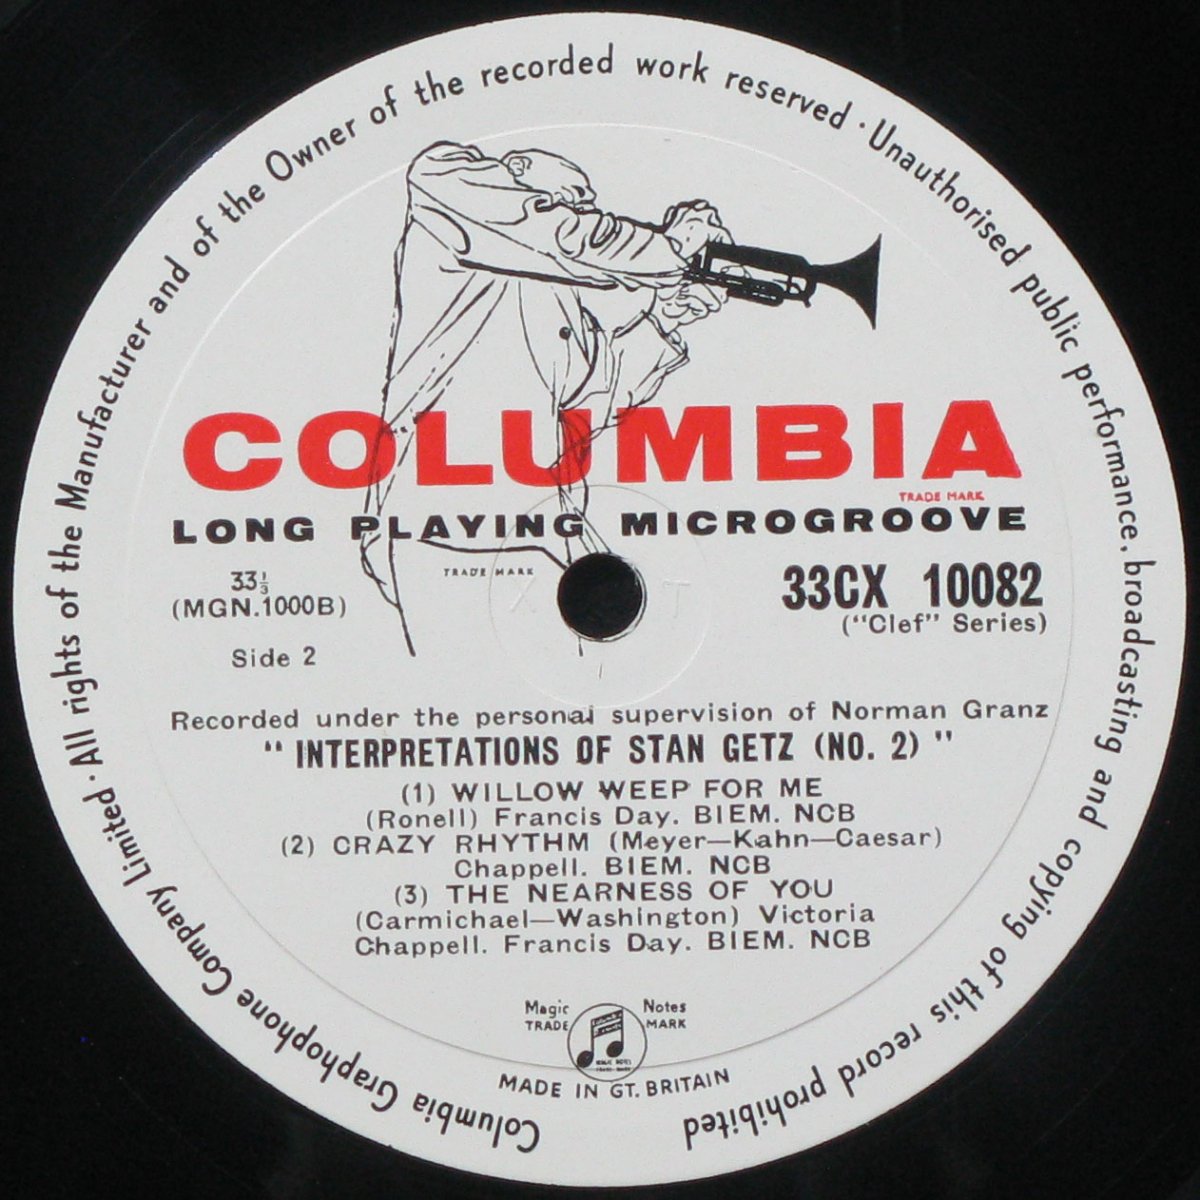 Columbia Graphophone Company Limited · All rights of the Manufacturer and of the Owner of the recorded work reserved · Unauthorised public performance, broadcasting and copying of this record prohibited
COLUMBIA
TRADE MARK
LONG PLAYING MICROGROOVE
TRADE MARK
33⅓
(MGN.1000B)
Side 2
33CX 10082
("Clef" Series)
Recorded under the personal supervision of Norman Granz
"INTERPRETATIONS OF STAN GETZ (NO. 2)"
(1) WILLOW WEEP FOR ME
(Ronell) Francis Day. BIEM. NCB
(2) CRAZY RHYTHM (Meyer—Kahn—Caesar)
Chappell. BIEM. NCB
(3) THE NEARNESS OF YOU
(Carmichael—Washington) Victoria
Chappell. Francis Day. BIEM. NCB
Magic Notes
TRADE MARK
MADE IN GT. BRITAIN